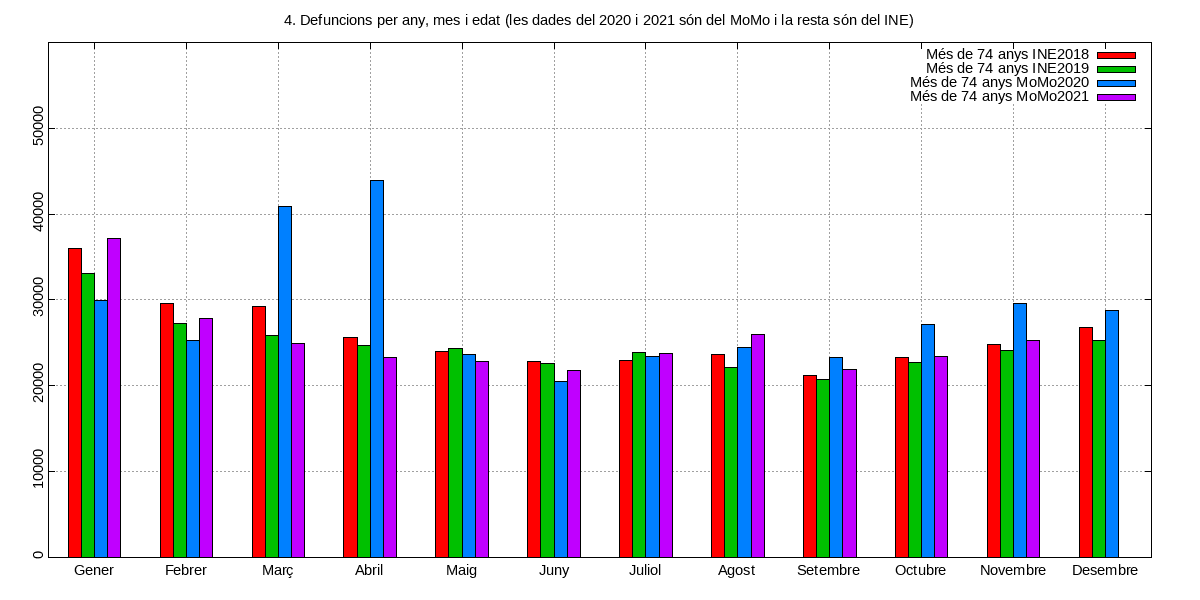 4. Defuncions per any, mes i edat (les dades del 2020 i 2021 són del MoMo i la resta són del INE)
Més de 74 anys INE2018
Més de 74 anys INE2019
Més de 74 anys MoMo2020
Més de 74 anys MoMo2021
50000
40000
30000
20000
10000
0
Gener Febrer Març Abril Maig Juny Juliol Agost Setembre Octubre Novembre Desembre